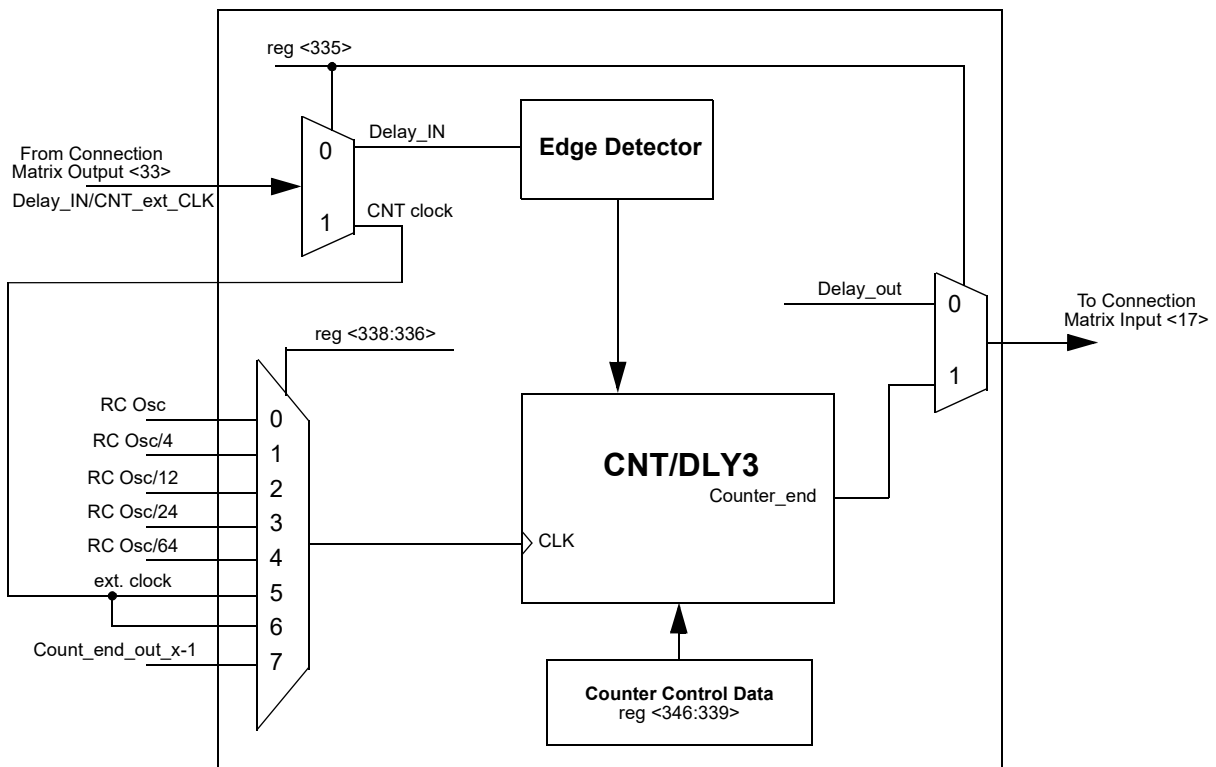 reg <335>
From Connection
Matrix Output <33>
Delay_IN/CNT_ext_CLK
0
1
Delay_IN
CNT clock
Edge Detector
Delay_out
0
1
To Connection
Matrix Input <17>
reg <338:336>
RC Osc
RC Osc/4
RC Osc/12
RC Osc/24
RC Osc/64
ext. clock
Count_end_out_x-1
0
1
2
3
4
5
6
7
CNT/DLY3
Counter_end
CLK
Counter Control Data
reg <346:339>